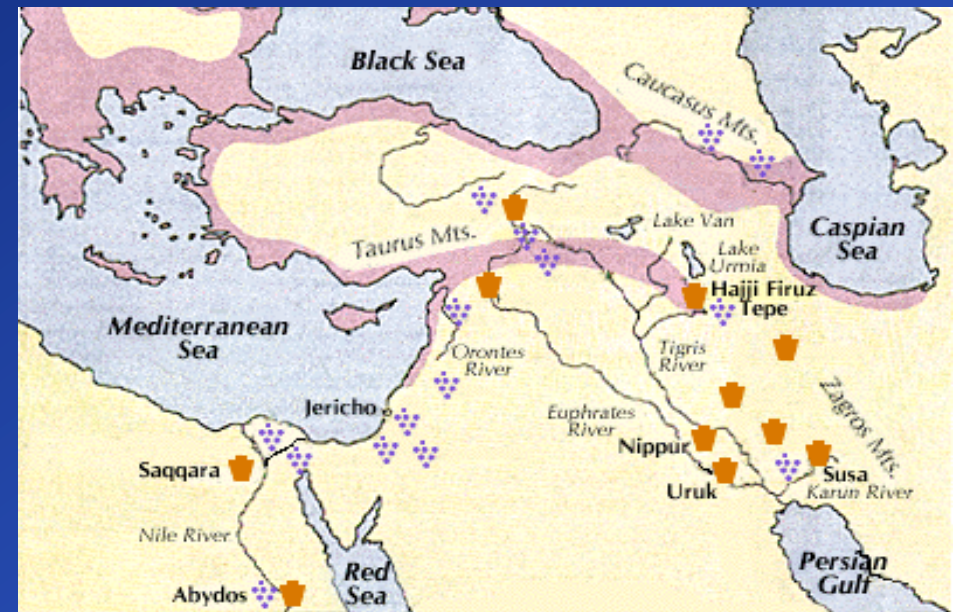 Black Sea
Caucasus Mts.
Caspian
Sea
Taurus Mts.
Lake Van
Lake
Urmia
Hajji Firuz
Tepe
Mediterranean
Sea
Orontes
River
Tigris
River
Zagros Mts.
Jericho
Euphrates
River
Nippur
Saqqara
Uruk
Susa
Karun River
Nile River
Abydos
Red
Sea
Persian
Gulf